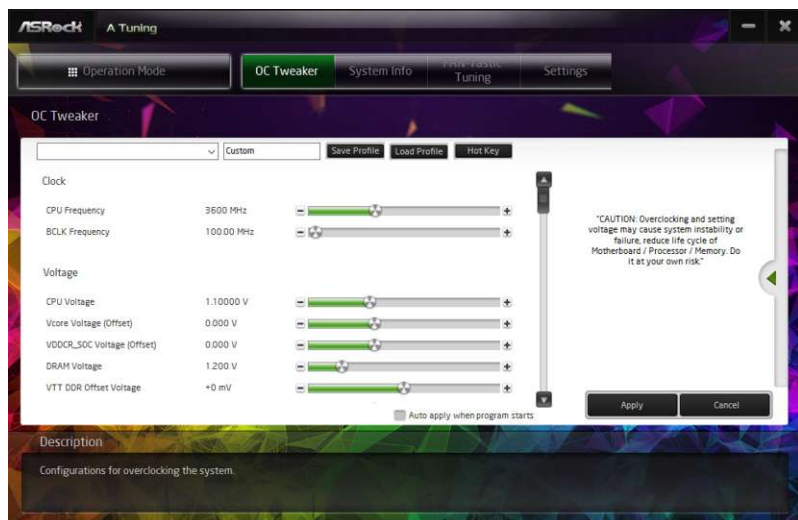 ASRock A Tuning
Operation Mode
OC Tweaker
System Info
FAN-Tastic
Tuning
Settings
OC Tweaker
Custom
Save Profile
Load Profile
Hot Key
Clock
CPU Frequency 3600 MHz
BCLK Frequency 100.00 MHz
Voltage
CPU Voltage 1.10000 V
Vcore Voltage (Offset) 0.000 V
VDDCR_SOC Voltage (Offset) 0.000 V
DRAM Voltage 1.200 V
VTT DDR Offset Voltage +0 mV
Auto apply when program starts
"CAUTION: Overclocking and setting
voltage may cause system instability or
failure, reduce life cycle of
Motherboard / Processor / Memory. Do
it at your own risk."
Apply
Cancel
Description
Configurations for overclocking the system.